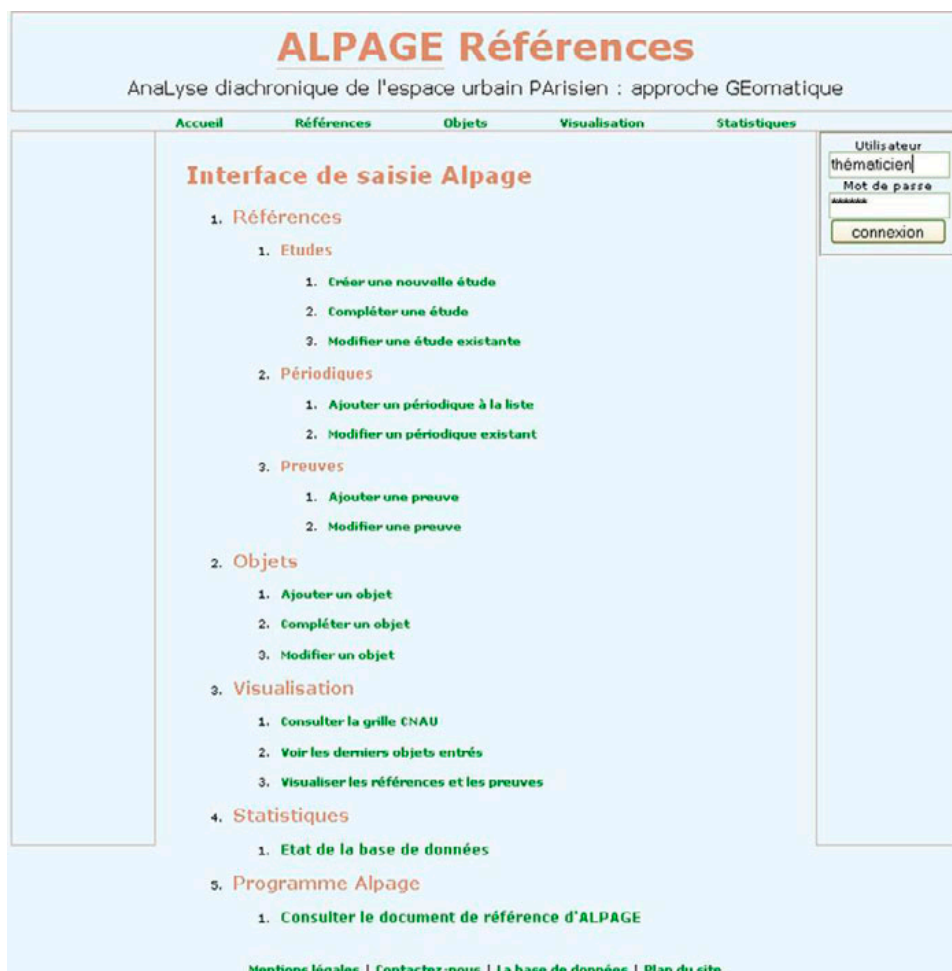 ALPAGE Références
AnaLyse diachronique de l'espace urbain PArisien : approche GEomatique
Accueil Références Objets Visualisation Statistiques
Utilisateur
thématicien
Mot de passe
******
connexion
Interface de saisie Alpage
1. Références
1. Etudes
1. Créer une nouvelle étude
2. Compléter une étude
3. Modifier une étude existante
2. Périodiques
1. Ajouter un périodique à la liste
2. Modifier un périodique existant
3. Preuves
1. Ajouter une preuve
2. Modifier une preuve
2. Objets
1. Ajouter un objet
2. Compléter un objet
3. Modifier un objet
3. Visualisation
1. Consulter la grille CNAU
2. Voir les derniers objets entrés
3. Visualiser les références et les preuves
4. Statistiques
1. Etat de la base de données
5. Programme Alpage
1. Consulter le document de référence d'ALPAGE
Mentions légales | Contactez-nous | La base de données | Plan du site